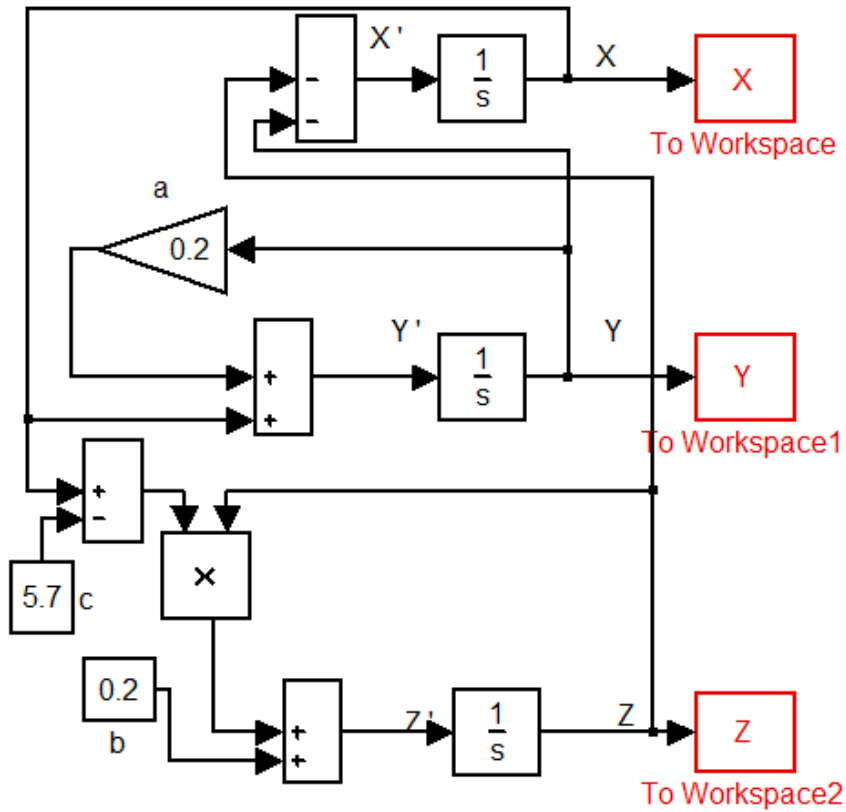 X '
1
s
X
X
To Workspace
-
-
a
0.2
Y '
1
s
Y
Y
To Workspace1
+
+
+
-
×
5.7
c
0.2
b
+
+
Z '
1
s
Z
Z
To Workspace2